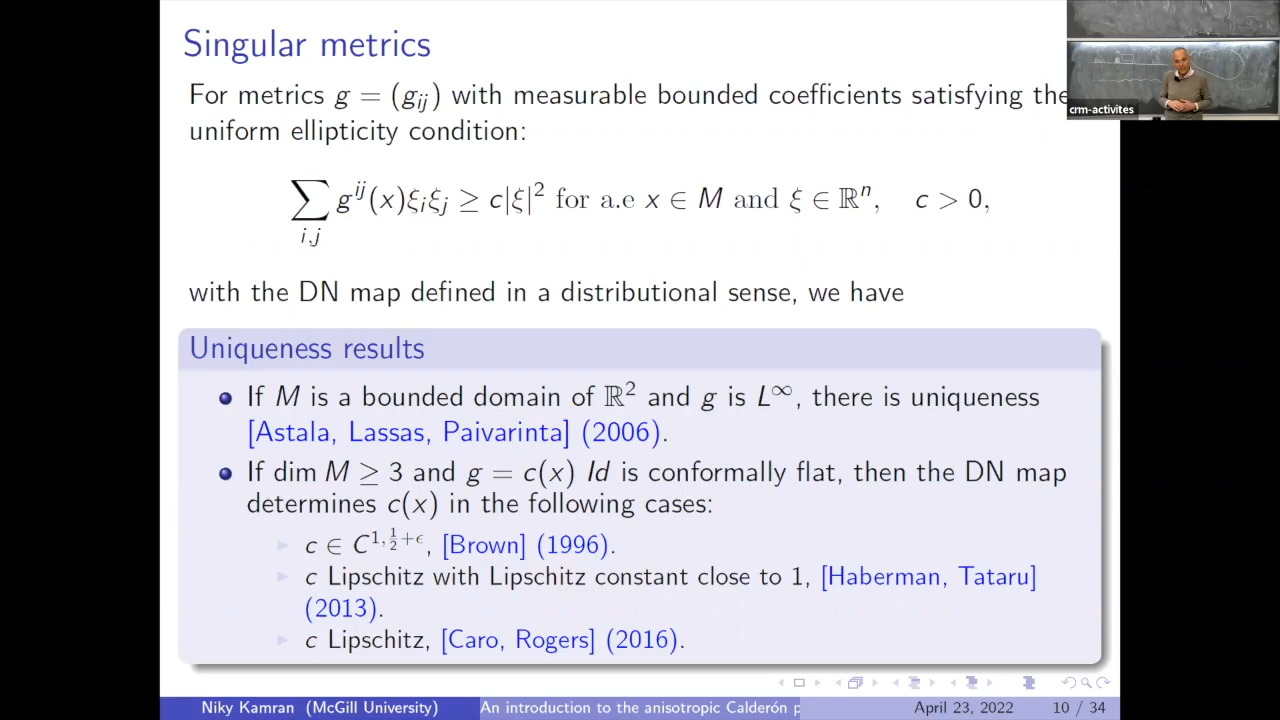 Singular metrics
For metrics g = (g_{ij}) with measurable bounded coefficients satisfying the
uniform ellipticity condition:
∑_{i,j} g^{ij}(x)ξ_iξ_j ≥ c|ξ|² for a.e x ∈ M and ξ ∈ ℝⁿ, c > 0,
with the DN map defined in a distributional sense, we have
Uniqueness results
If M is a bounded domain of ℝ² and g is L^∞, there is uniqueness
[Astala, Lassas, Paivarinta] (2006).
If dim M ≥ 3 and g = c(x) Id is conformally flat, then the DN map
determines c(x) in the following cases:
c ∈ C^{1,1/2+ϵ}, [Brown] (1996).
c Lipschitz with Lipschitz constant close to 1, [Haberman, Tataru]
(2013).
c Lipschitz, [Caro, Rogers] (2016).
Niky Kamran (McGill University) An introduction to the anisotropic Calderón p April 23, 2022 10 / 34
crm-activites